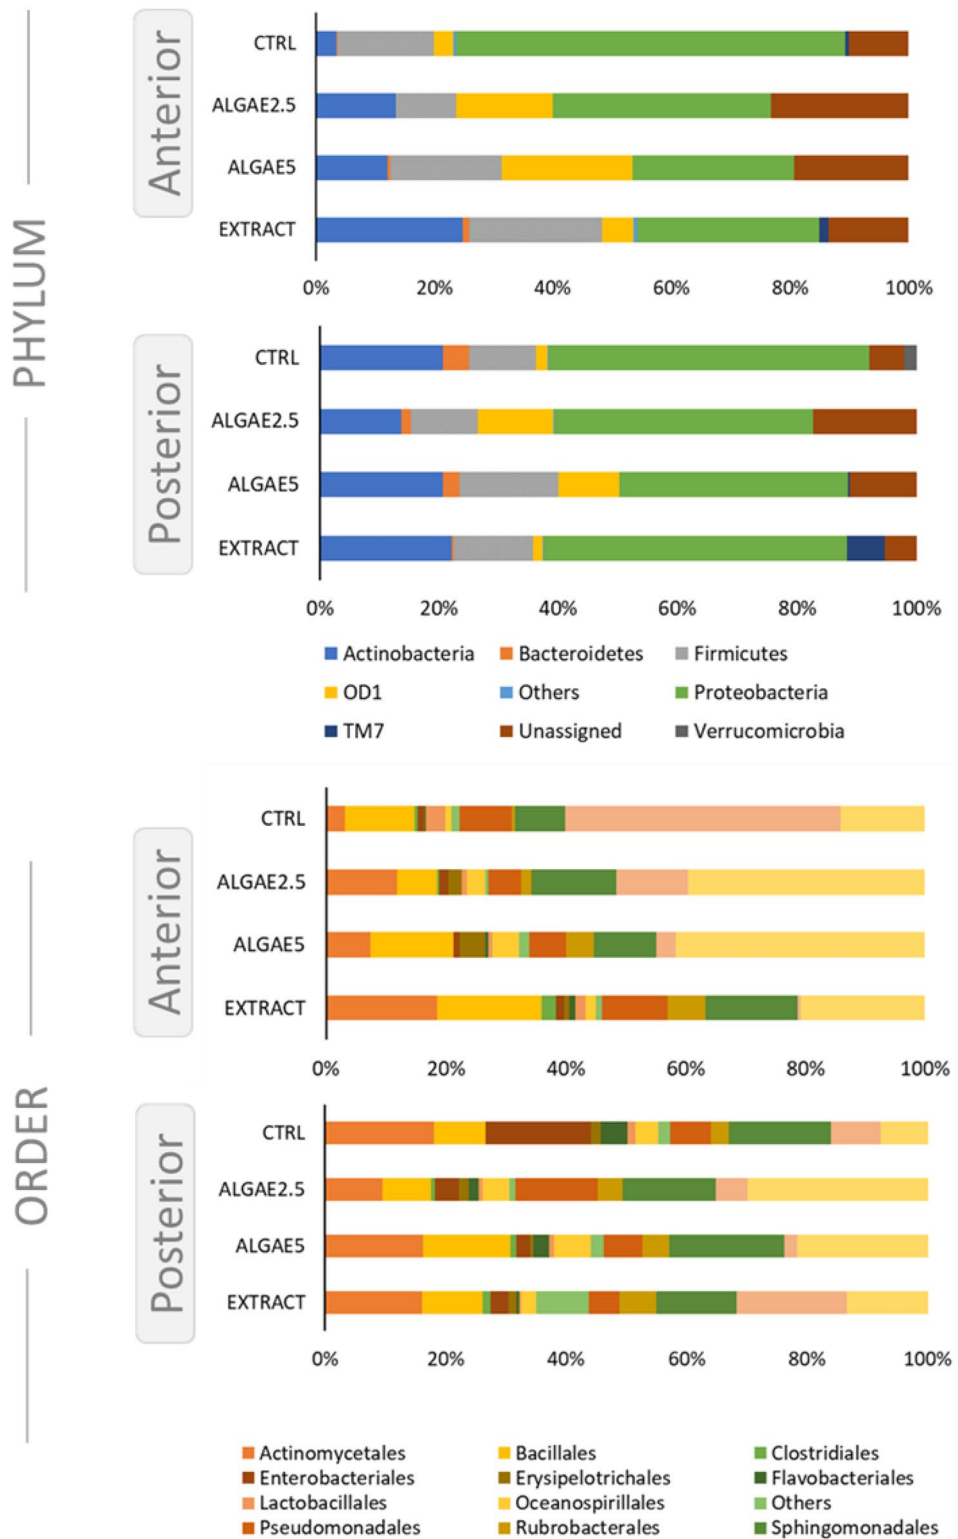 PHYLUM
Anterior
CTRL
ALGAE2.5
ALGAE5
EXTRACT
0% 20% 40% 60% 80% 100%
Posterior
CTRL
ALGAE2.5
ALGAE5
EXTRACT
0% 20% 40% 60% 80% 100%
Actinobacteria Bacteroidetes Firmicutes
OD1 Others Proteobacteria
TM7 Unassigned Verrucomicrobia
ORDER
Anterior
CTRL
ALGAE2.5
ALGAE5
EXTRACT
0% 20% 40% 60% 80% 100%
Posterior
CTRL
ALGAE2.5
ALGAE5
EXTRACT
0% 20% 40% 60% 80% 100%
Actinomycetales Bacillales Clostridiales
Enterobacteriales Erysipelotrichales Flavobacteriales
Lactobacillales Oceanospirillales Others
Pseudomonadales Rubrobacterales Sphingomonadales